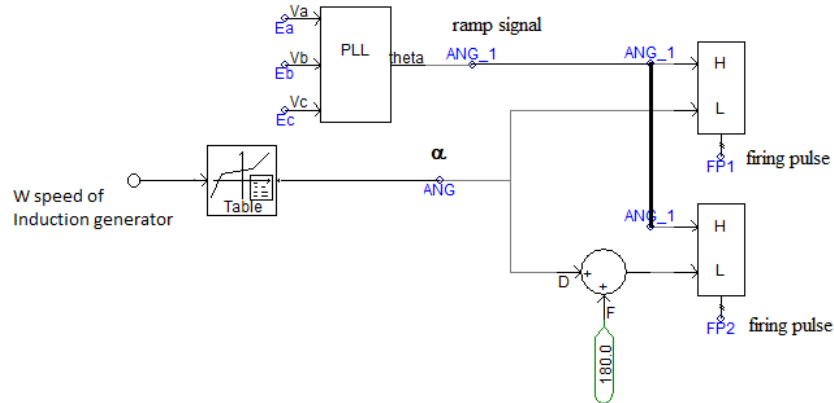 Va
Ea
Vb
Eb
Vc
Ec
PLL
theta
ramp signal
ANG_1
ANG_1
H
L
FP1
firing pulse
W speed of
Induction generator
Table
α
ANG
ANG_1
H
L
D
+
+
F
180.0
FP2
firing pulse